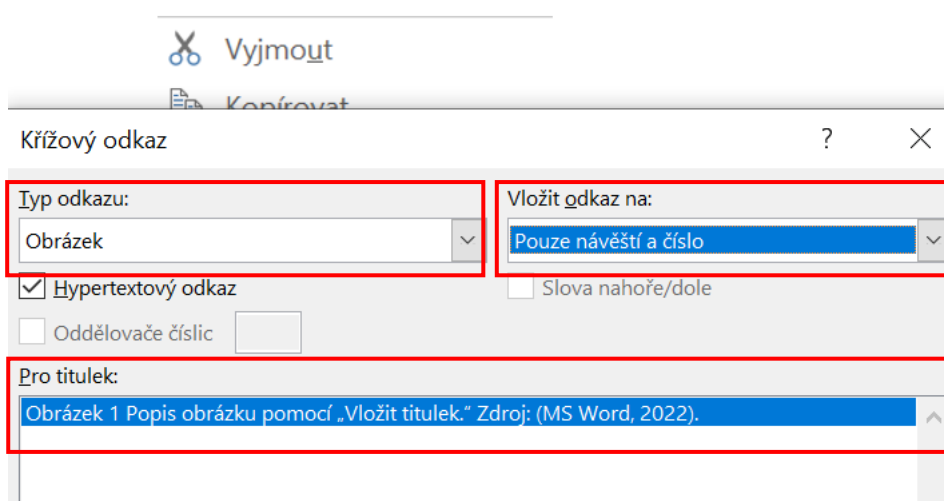 Vyjmout
Kopírovat
Křížový odkaz ?
Typ odkazu: Vložit odkaz na:
Obrázek Pouze návěští a číslo
Hypertextový odkaz Slova nahoře/dole
Oddělovače číslic
Pro titulek:
Obrázek 1 Popis obrázku pomocí „Vložit titulek.“ Zdroj: (MS Word, 2022).